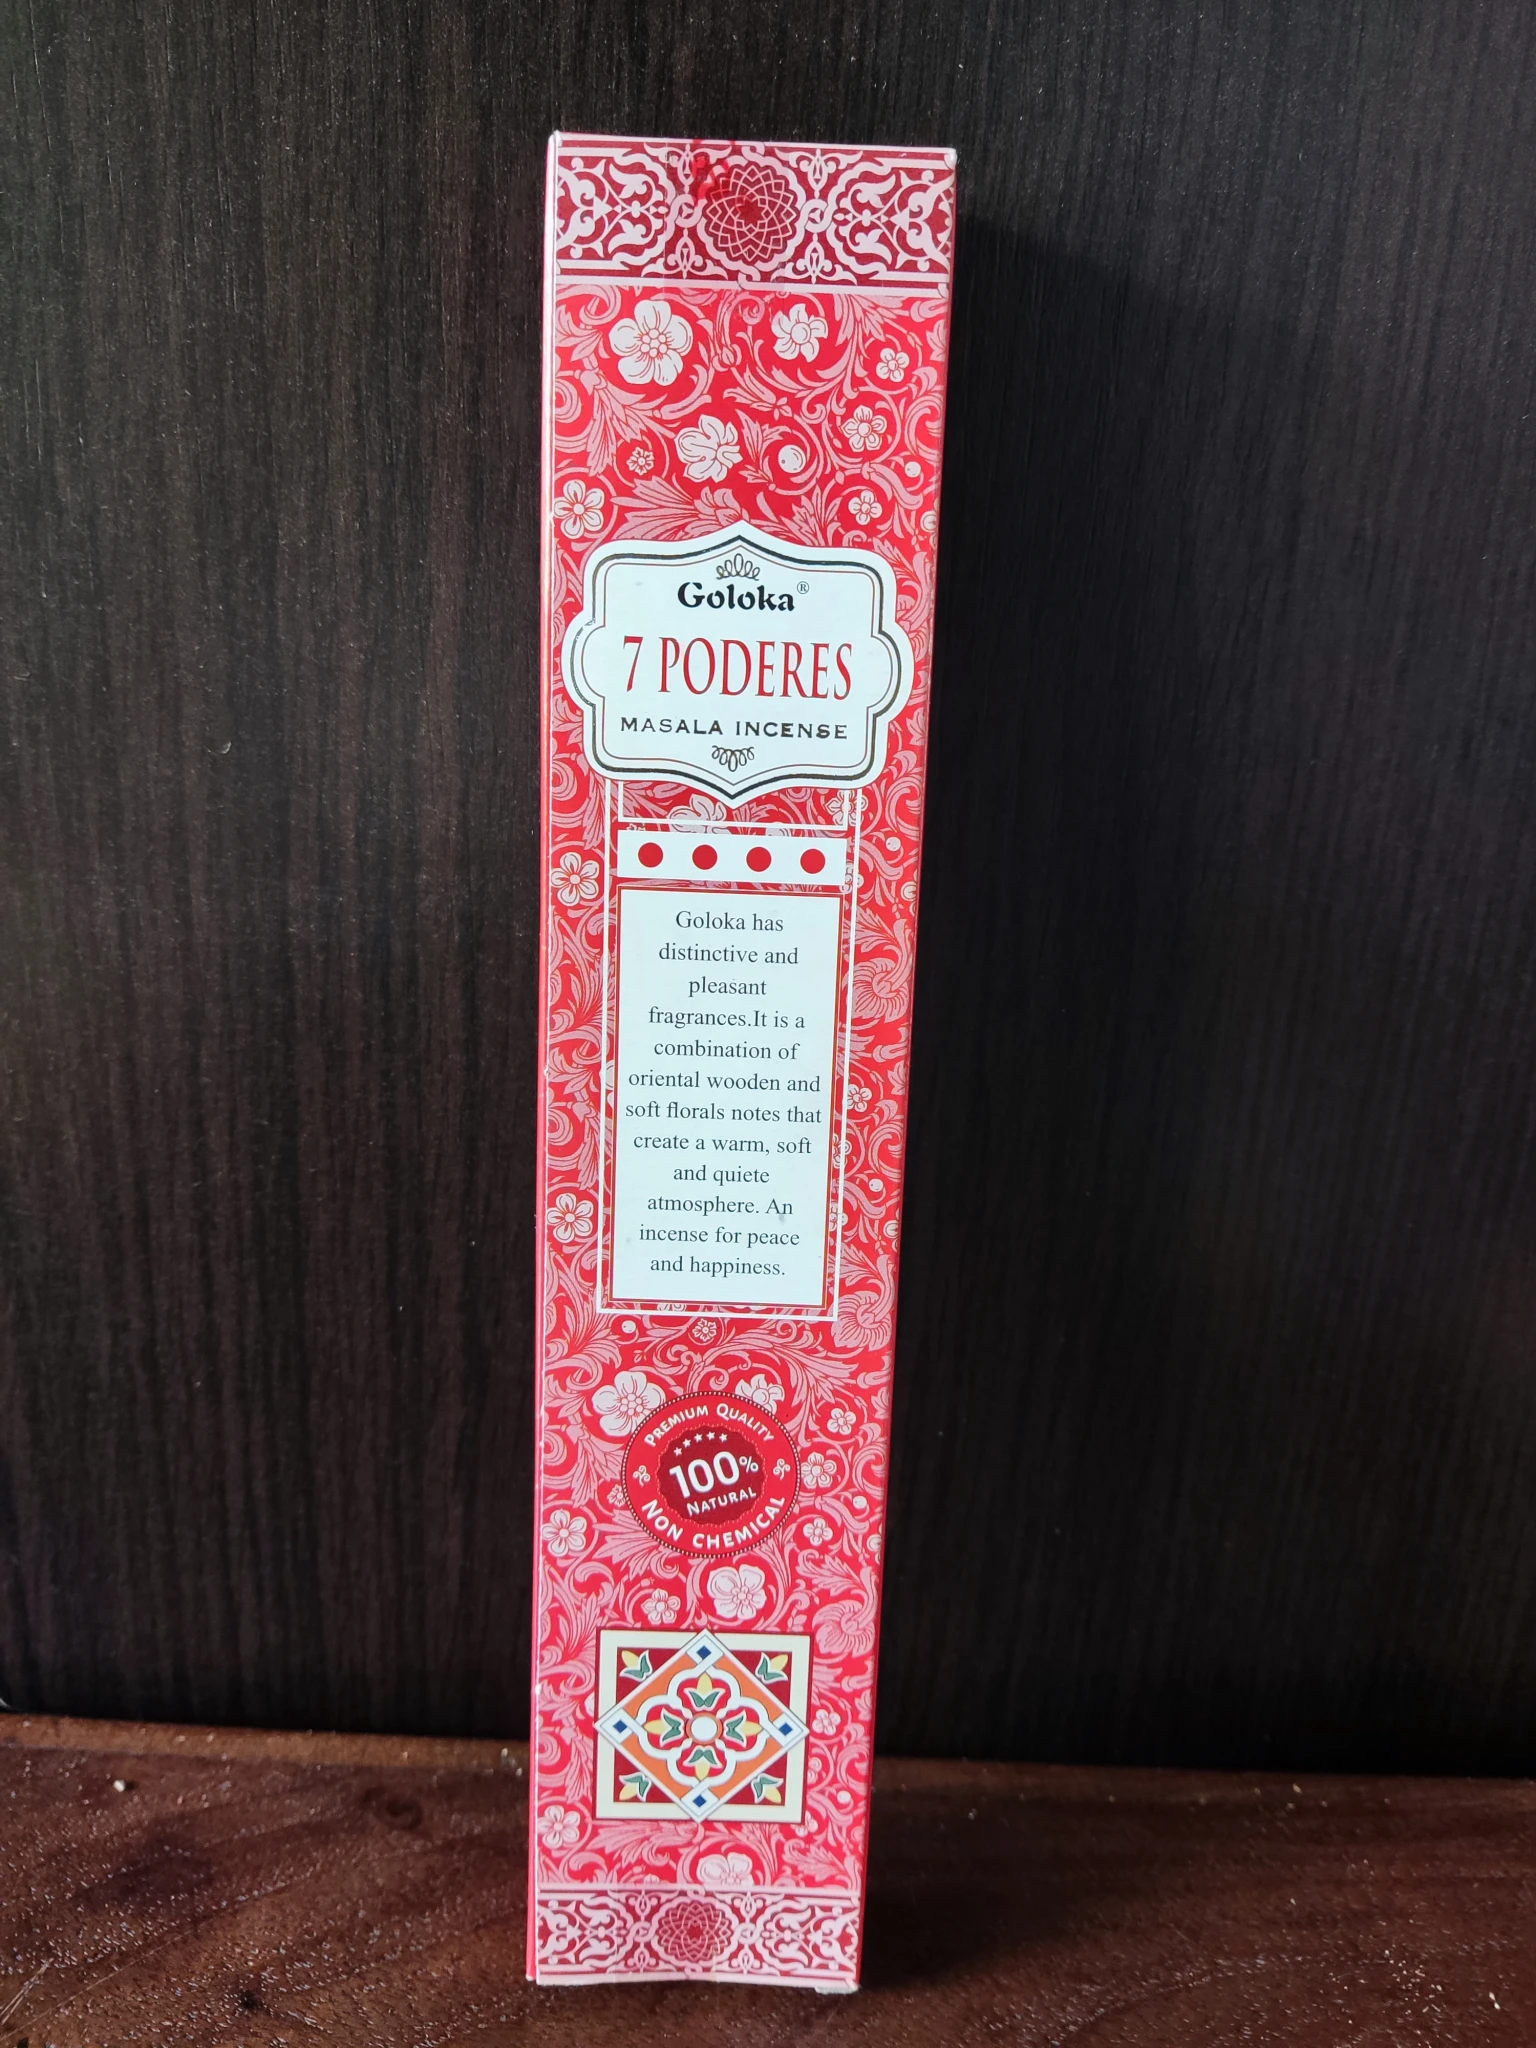 Goloka®
7 PODERES
MASALA INCENSE
Goloka has
distinctive and
pleasant
fragrances.It is a
combination of
oriental wooden and
soft florals notes that
create a warm, soft
and quiete
atmosphere. An
incense for peace
and happiness.
PREMIUM QUALITY
100%
NATURAL
NON CHEMICAL